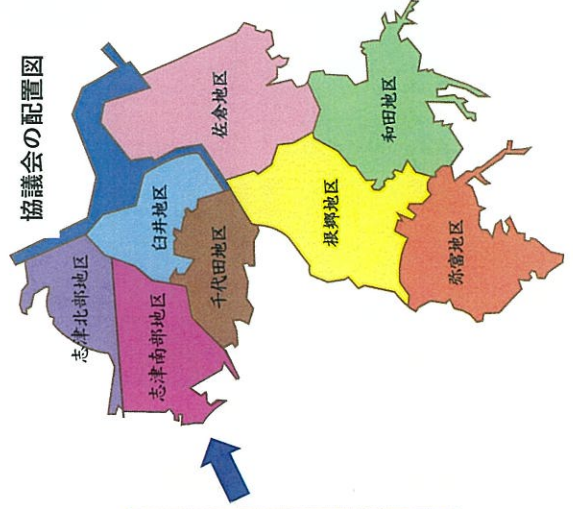 協議会の配置図
志津北部地区
志津南部地区
臼井地区
千代田地区
佐倉地区
根郷地区
和田地区
弥富地区